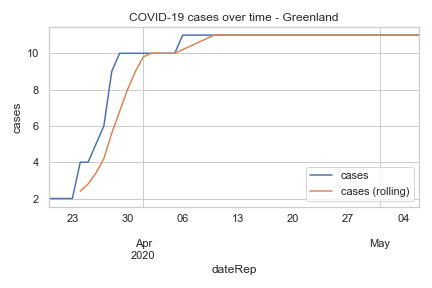 COVID-19 cases over time - Greenland
cases
10
8
6
4
2
cases
cases (rolling)
23 30 06 13 20 27 04
Apr May
2020
dateRep